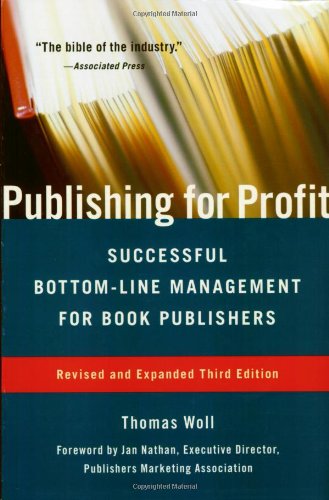 “The bible of the industry.”
—Associated Press
Publishing for Profit
SUCCESSFUL
BOTTOM-LINE MANAGEMENT
FOR BOOK PUBLISHERS
Revised and Expanded Third Edition
Thomas Woll
Foreword by Jan Nathan, Executive Director,
Publishers Marketing Association